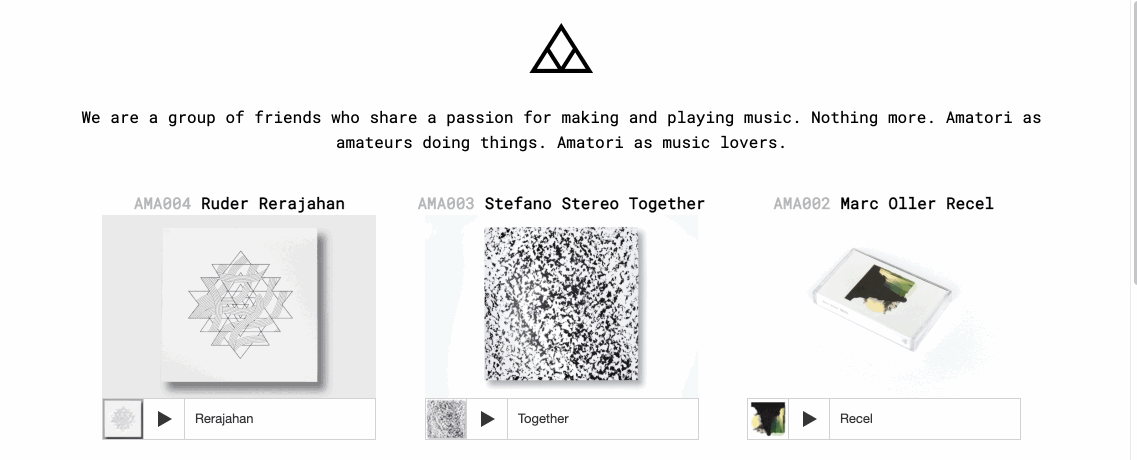 We are a group of friends who share a passion for making and playing music. Nothing more. Amatori as
amateurs doing things. Amatori as music lovers.
AMA004 Ruder Rerajahan
AMA003 Stefano Stereo Together
AMA002 Marc Oller Recel
Rerajahan
Together
Recel